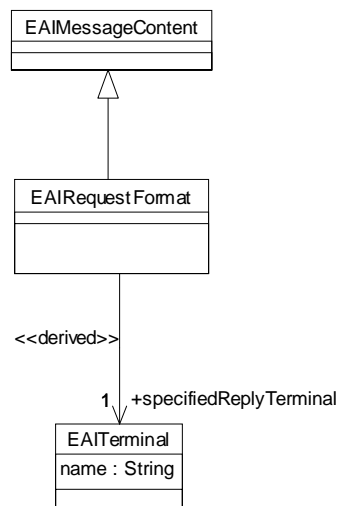 EAIMessageContent
EAIRequestFormat
<<derived>>
1 +specifiedReplyTerminal
EAITerminal
name : String